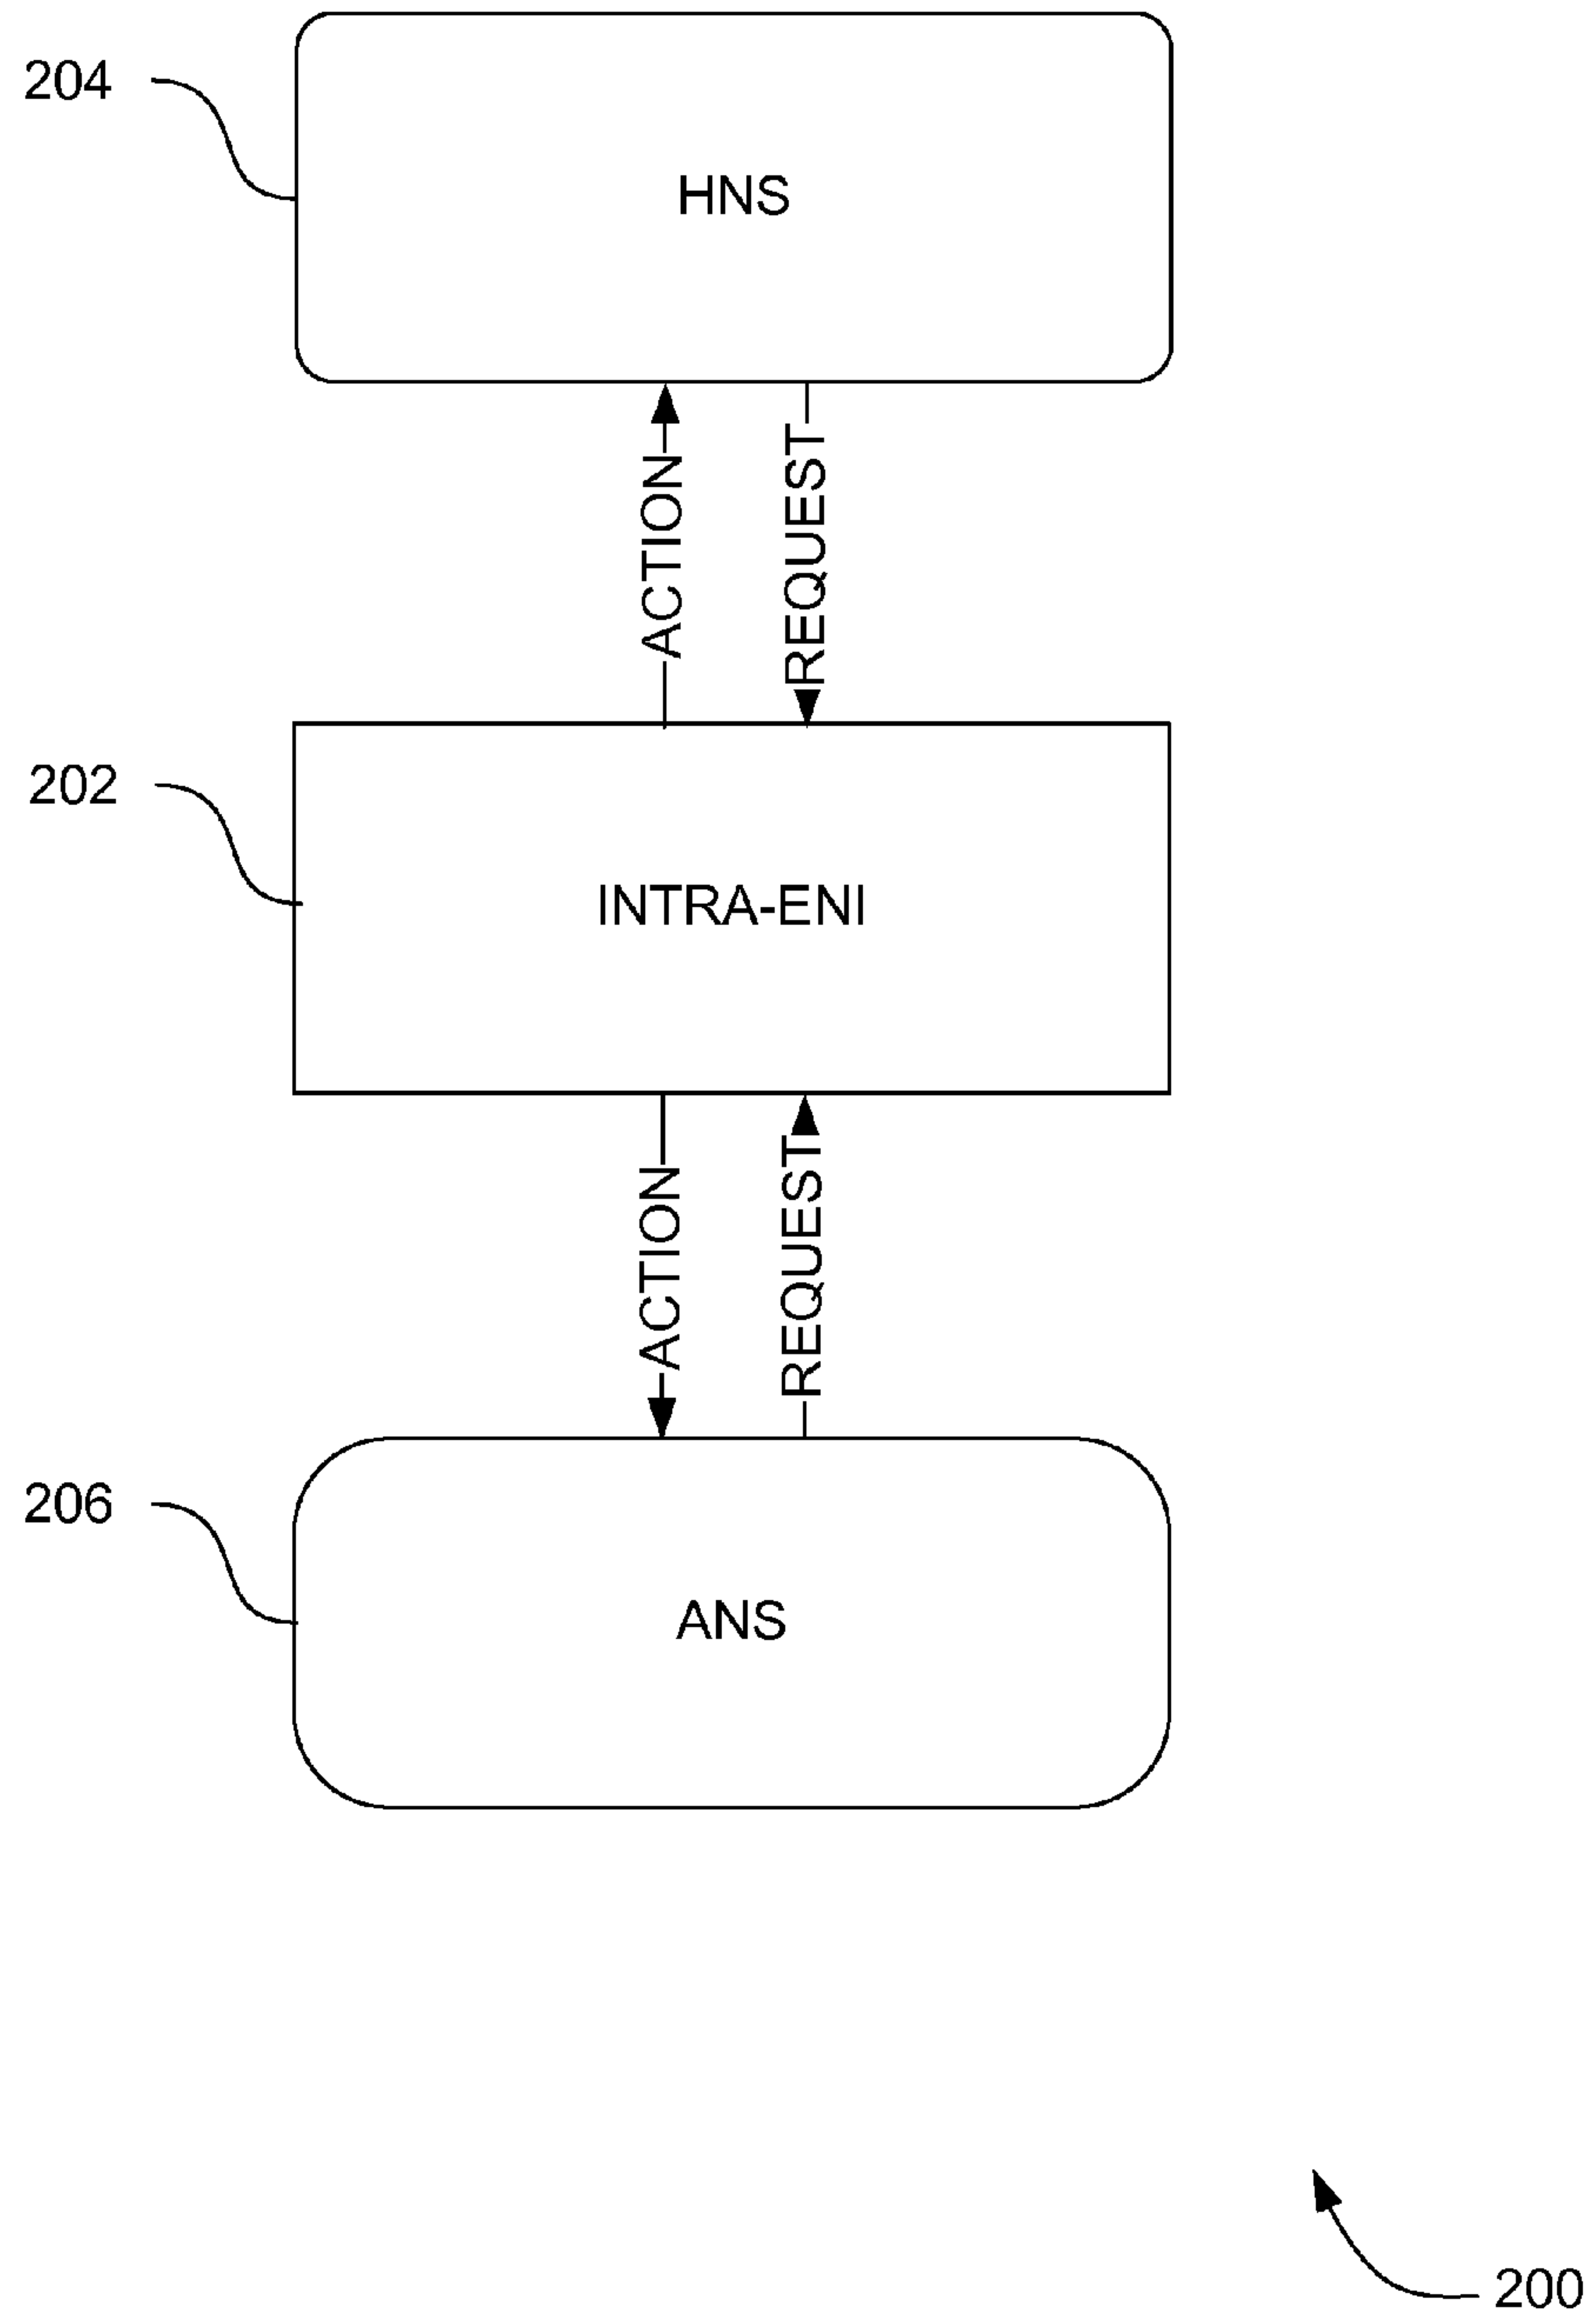 204
HNS
ACTION
REQUEST
202
INTRA-ENI
ACTION
REQUEST
206
ANS
200